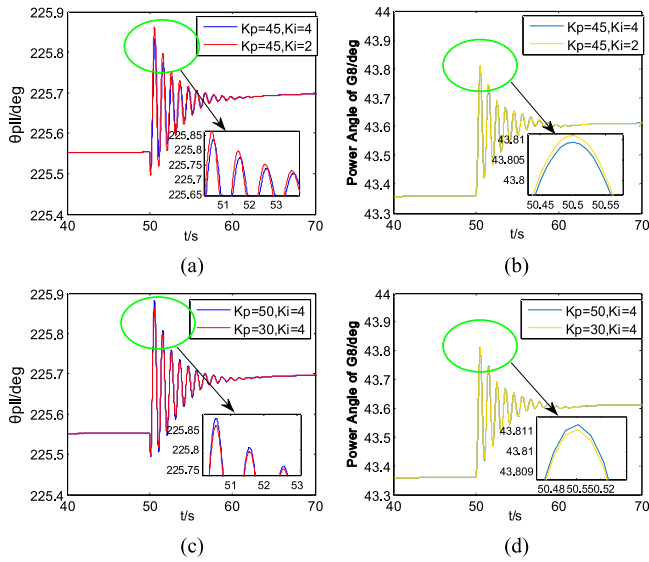 225.9
225.8
225.7
225.6
225.5
225.4
θpll/deg
Kp=45,Ki=4
Kp=45,Ki=2
225.85
225.8
225.75
225.7
225.65
51 52 53
40 50 60 70
t/s
(a)
44
43.9
43.8
43.7
43.6
43.5
43.4
43.3
Power Angle of G8/deg
Kp=45,Ki=4
Kp=45,Ki=2
43.81
43.805
43.8
50.45 50.5 50.55
40 50 60 70
t/s
(b)
225.9
225.8
225.7
225.6
225.5
225.4
θpll/deg
Kp=50,Ki=4
Kp=30,Ki=4
225.85
225.8
225.75
51 52 53
40 50 60 70
t/s
(c)
44
43.9
43.8
43.7
43.6
43.5
43.4
43.3
Power Angle of G8/deg
Kp=50,Ki=4
Kp=30,Ki=4
43.811
43.81
43.809
50.48 50.5 50.52
40 50 60 70
t/s
(d)